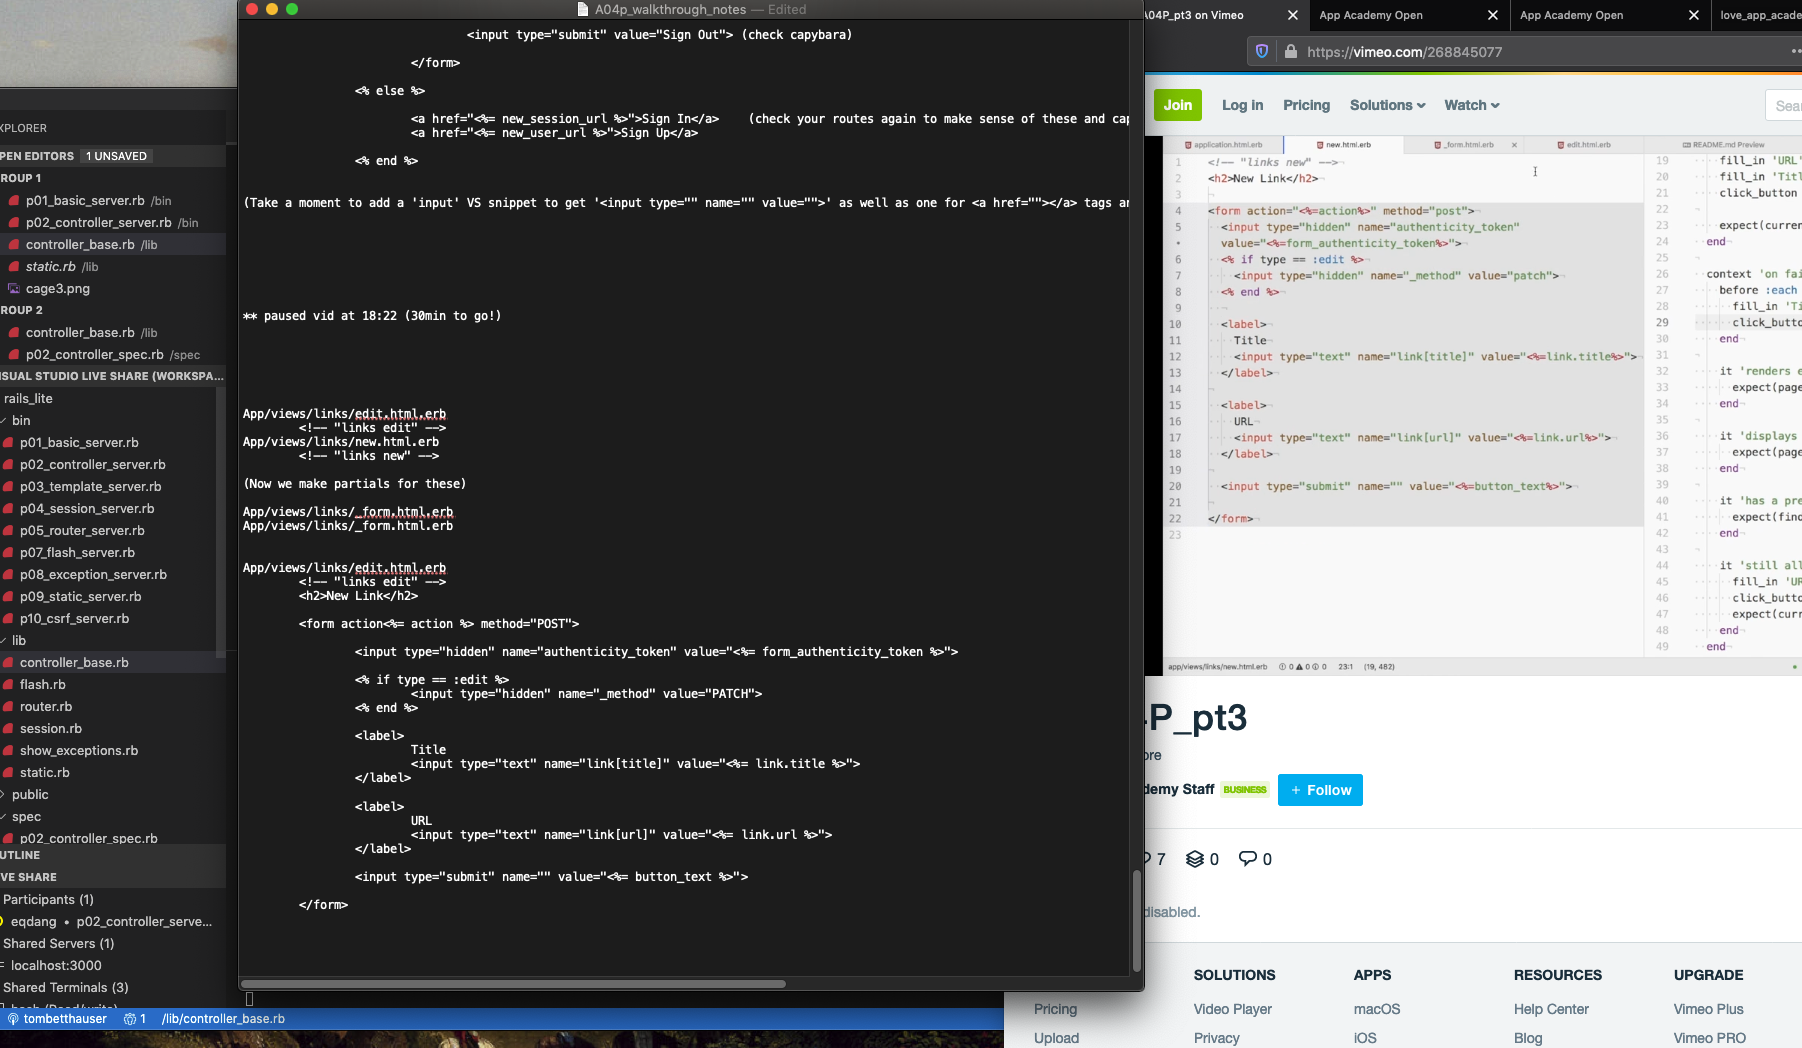 A04p_walkthrough_notes — Edited
<input type="submit" value="Sign Out"> (check capybara)
</form>
<% else %>
<a href="<%= new_session_url %>">Sign In</a> (check your routes again to make sense of these and cap
<a href="<%= new_user_url %>">Sign Up</a>
<% end %>
(Take a moment to add a 'input' VS snippet to get '<input type="" name="" value="">' as well as one for <a href=""></a> tags an
** paused vid at 18:22 (30min to go!)
App/views/links/edit.html.erb
<!-- "links edit" -->
App/views/links/new.html.erb
<!-- "links new" -->
(Now we make partials for these)
App/views/links/_form.html.erb
App/views/links/_form.html.erb
App/views/links/edit.html.erb
<!-- "links edit" -->
<h2>New Link</h2>
<form action<%= action %> method="POST">
<input type="hidden" name="authenticity_token" value="<%= form_authenticity_token %>">
<% if type == :edit %>
<input type="hidden" name="_method" value="PATCH">
<% end %>
<label>
Title
<input type="text" name="link[title]" value="<%= link.title %>">
</label>
<label>
URL
<input type="text" name="link[url]" value="<%= link.url %>">
</label>
<input type="submit" name="" value="<%= button_text %>">
</form>
XPLORER
PEN EDITORS 1 UNSAVED
ROUP 1
p01_basic_server.rb /bin
p02_controller_server.rb /bin
controller_base.rb /lib
static.rb /lib
cage3.png
ROUP 2
controller_base.rb /lib
p02_controller_spec.rb /spec
ISUAL STUDIO LIVE SHARE (WORKSPA...
rails_lite
bin
p01_basic_server.rb
p02_controller_server.rb
p03_template_server.rb
p04_session_server.rb
p05_router_server.rb
p07_flash_server.rb
p08_exception_server.rb
p09_static_server.rb
p10_csrf_server.rb
lib
controller_base.rb
flash.rb
router.rb
session.rb
show_exceptions.rb
static.rb
public
spec
p02_controller_spec.rb
UTLINE
VE SHARE
Participants (1)
eqdang • p02_controller_serve...
Shared Servers (1)
localhost:3000
Shared Terminals (3)
tombetthauser 1 /lib/controller_base.rb
A04P_pt3 on Vimeo
App Academy Open
App Academy Open
love_app_acade
https://vimeo.com/268845077
Join Log in Pricing Solutions Watch Sear
application.html.erb new.html.erb _form.html.erb edit.html.erb README.md Preview
1 <!-- "links new" -->
2 <h2>New Link</h2>
3
4 <form action="<%=action%>" method="post">
5 <input type="hidden" name="authenticity_token"
value="<%=form_authenticity_token%>">
6 <% if type == :edit %>
7 <input type="hidden" name="_method" value="patch">
8 <% end %>
9
10 <label>
11 Title
12 <input type="text" name="link[title]" value="<%=link.title%>">
13 </label>
14
15 <label>
16 URL
17 <input type="text" name="link[url]" value="<%=link.url%>">
18 </label>
19
20 <input type="submit" name="" value="<%=button_text%>">
21
22 </form>
23
19 fill_in 'URL'
20 fill_in 'Titl
21 click_button
22
23 expect(curren
24 end
25
26 context 'on fai
27 before :each
28 fill_in 'Ti
29 click_butto
30 end
31
32 it 'renders e
33 expect(page
34 end
35
36 it 'displays
37 expect(page
38 end
39
40 it 'has a pre
41 expect(find
42 end
43
44 it 'still all
45 fill_in 'UR
46 click_butto
47 expect(curr
48 end
49 end
app/views/links/new.html.erb 0 0 0 23:1 (19, 482)
P_pt3
ore
demy Staff BUSINESS + Follow
7 0 0
disabled.
SOLUTIONS APPS RESOURCES UPGRADE
Pricing Video Player macOS Help Center Vimeo Plus
Upload Privacy iOS Blog Vimeo PRO